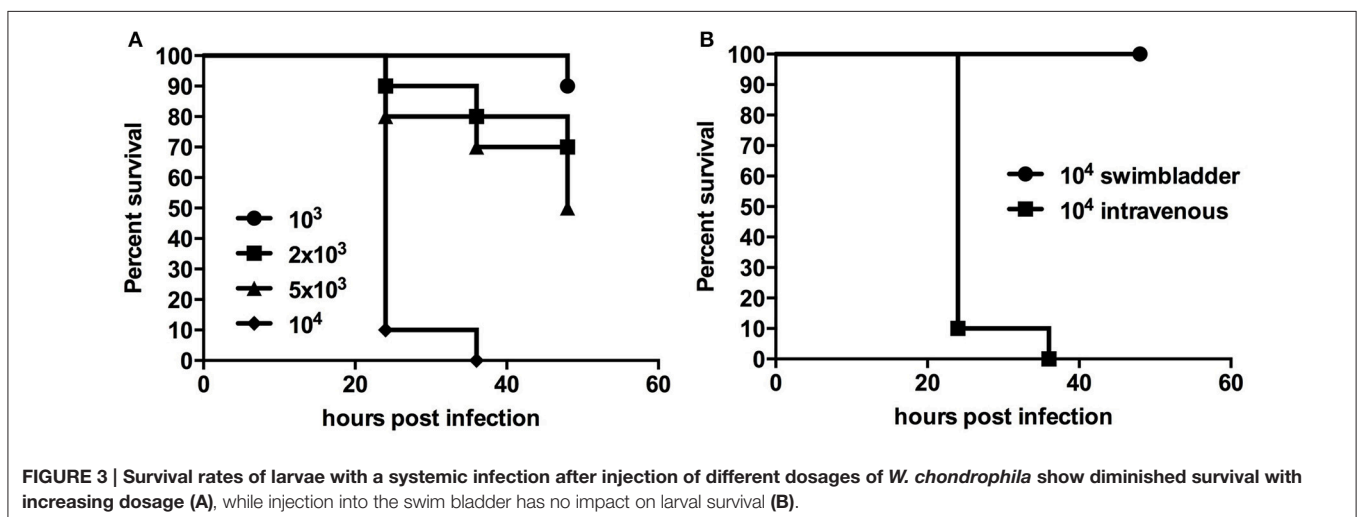 A
100
90
80
70
60
50
40
30
20
10
0
Percent survival
10³
2x10³
5x10³
10⁴
0 20 40 60
hours post infection
B
100
90
80
70
60
50
40
30
20
10
0
Percent survival
10⁴ swimbladder
10⁴ intravenous
0 20 40 60
hours post infection
FIGURE 3 | Survival rates of larvae with a systemic infection after injection of different dosages of W. chondrophila show diminished survival with
increasing dosage (A), while injection into the swim bladder has no impact on larval survival (B).